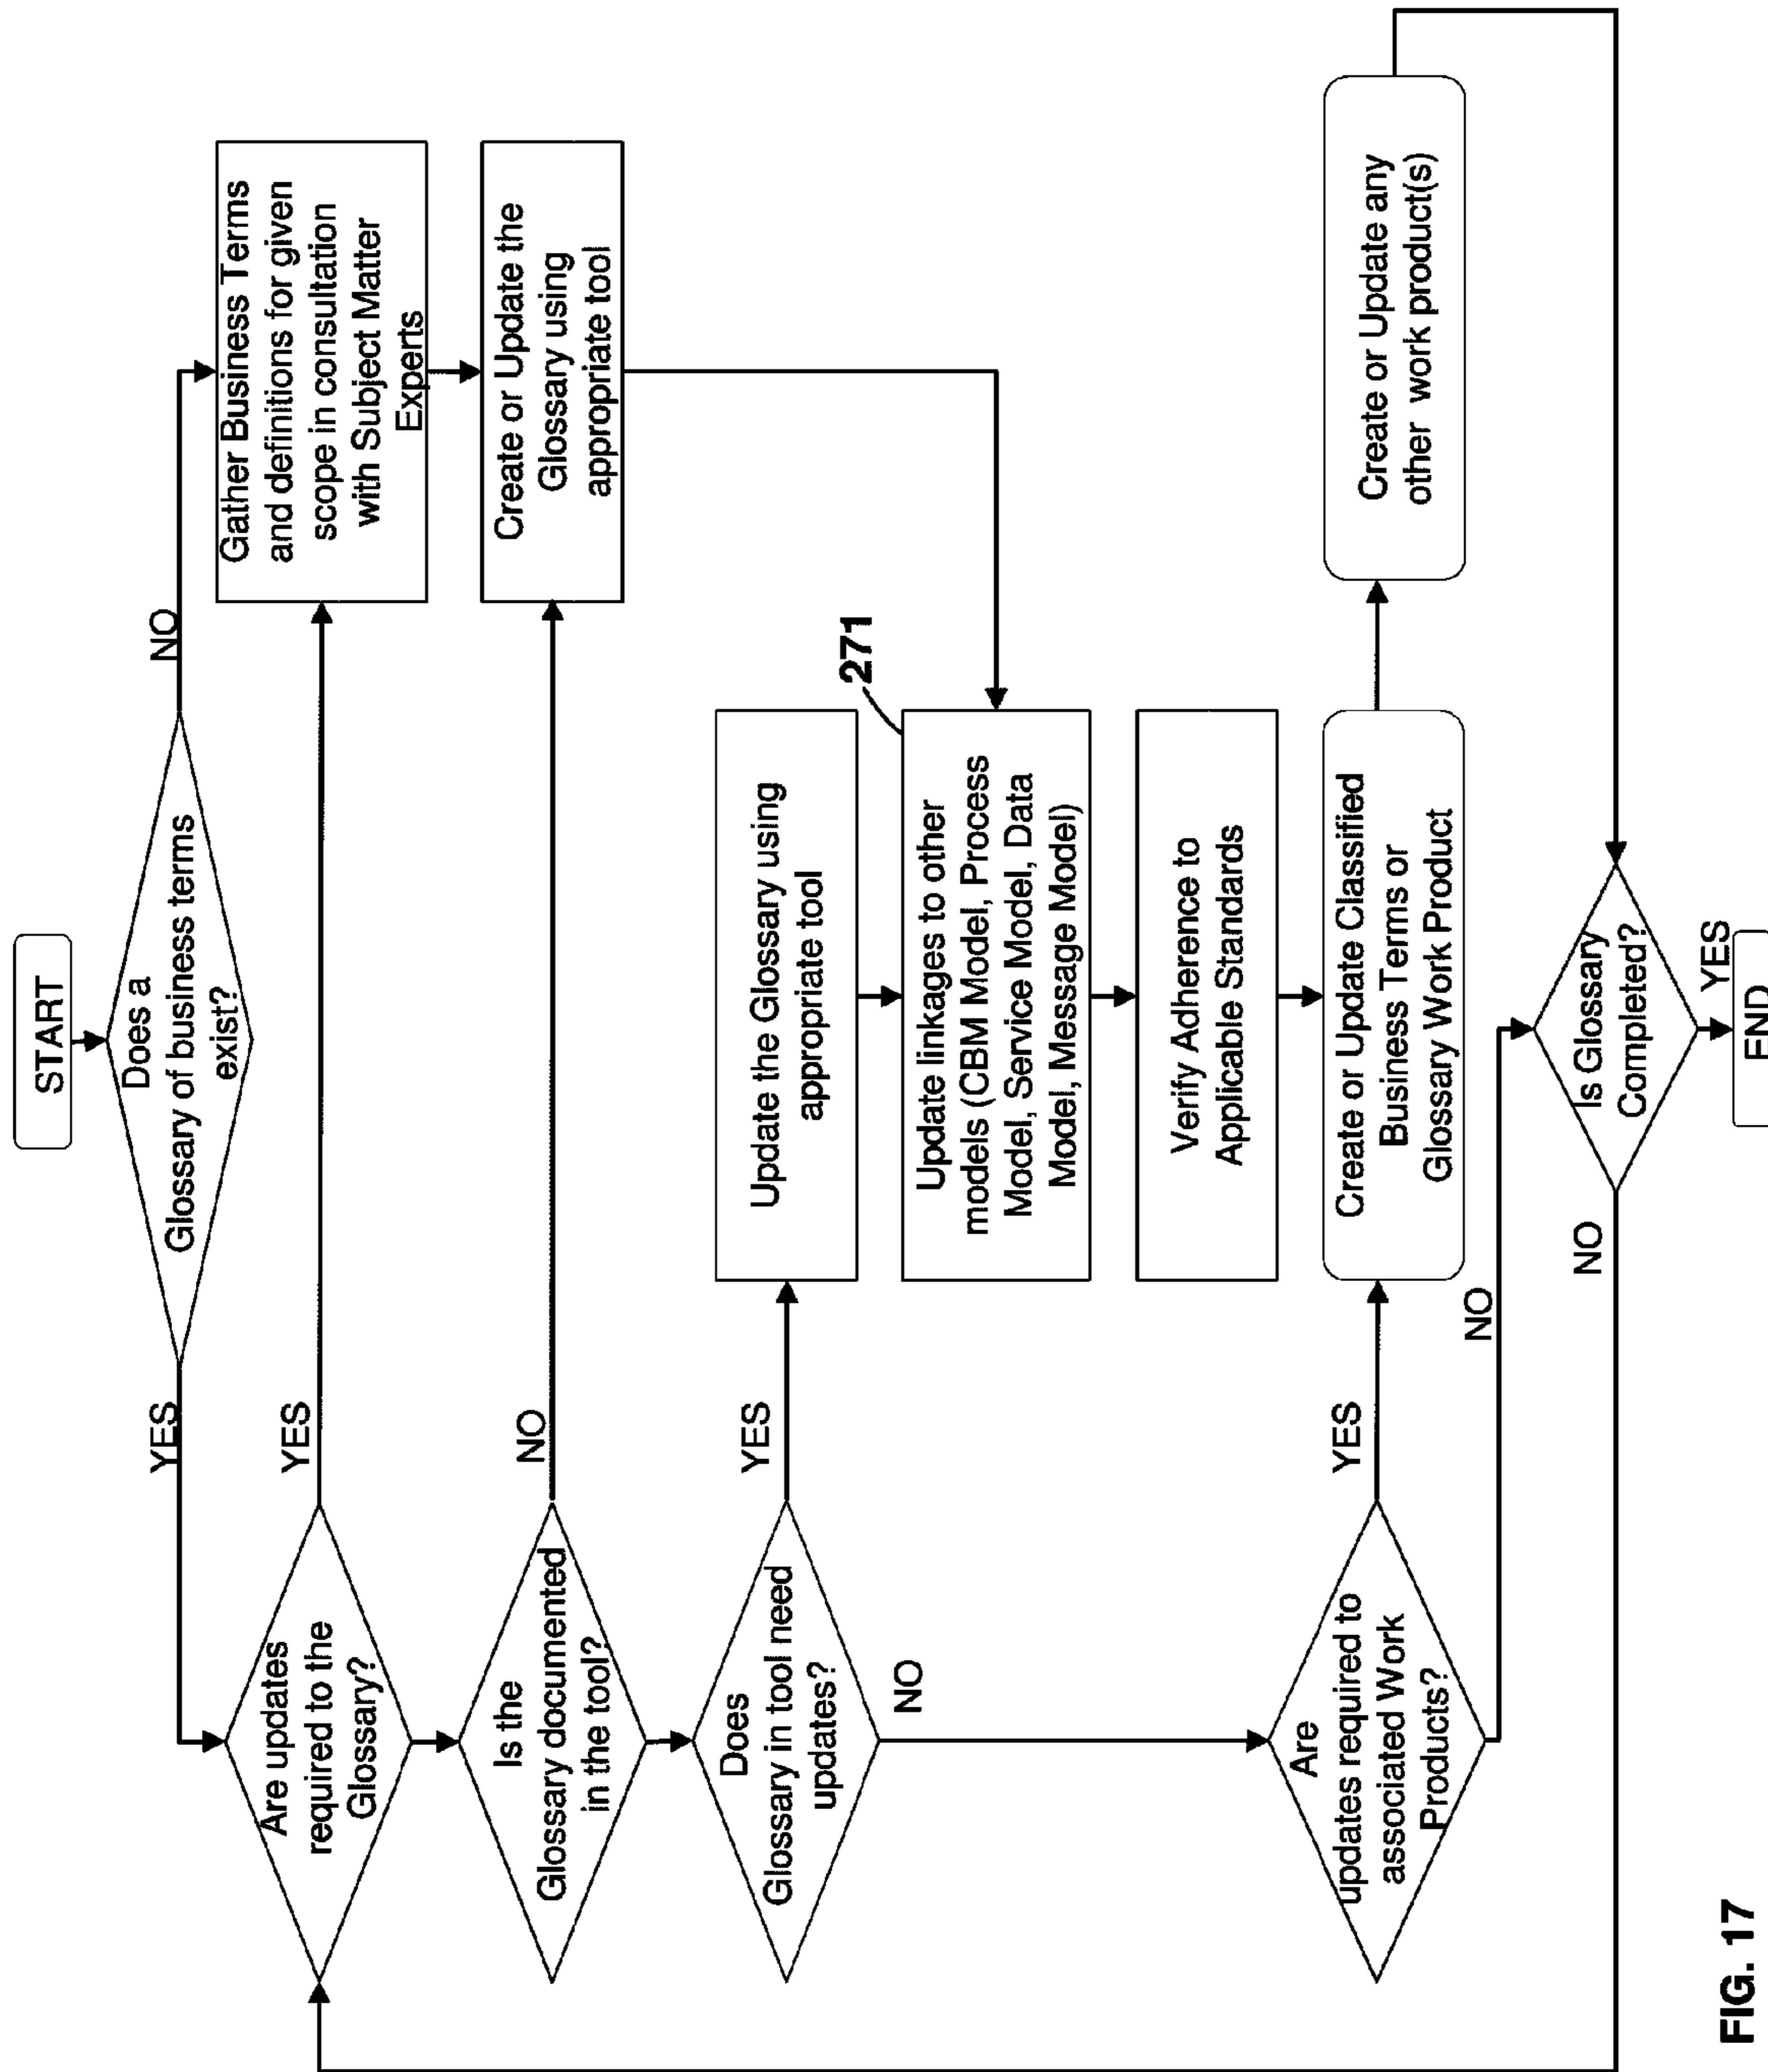 START
Does a
Glossary of business terms
exist?
YES
NO
Are updates
required to the
Glossary?
YES
Gather Business Terms
and definitions for given
scope in consultation
with Subject Matter
Experts
Is the
Glossary documented
in the tool?
NO
Create or Update the
Glossary using
appropriate tool
Does
Glossary in tool need
updates?
YES
NO
Update the Glossary using
appropriate tool
271
Update linkages to other
models (CBM Model, Process
Model, Service Model, Data
Model, Message Model)
Verify Adherence to
Applicable Standards
Are
updates required to
associated Work
Products?
YES
NO
Create or Update Classified
Business Terms or
Glossary Work Product
Create or Update any
other work product(s)
Is Glossary
Completed?
NO
YES
END
FIG. 17